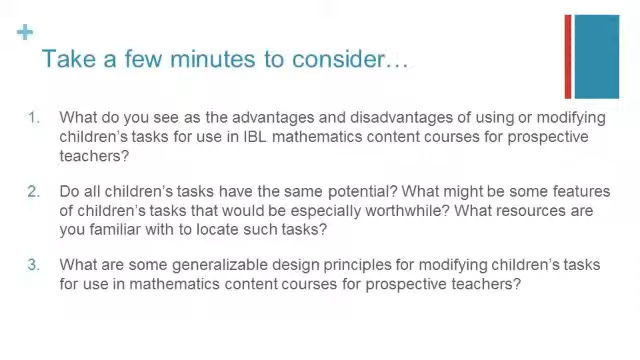 +
Take a few minutes to consider…
1. What do you see as the advantages and disadvantages of using or modifying
children’s tasks for use in IBL mathematics content courses for prospective
teachers?
2. Do all children’s tasks have the same potential? What might be some features
of children’s tasks that would be especially worthwhile? What resources are
you familiar with to locate such tasks?
3. What are some generalizable design principles for modifying children’s tasks
for use in mathematics content courses for prospective teachers?